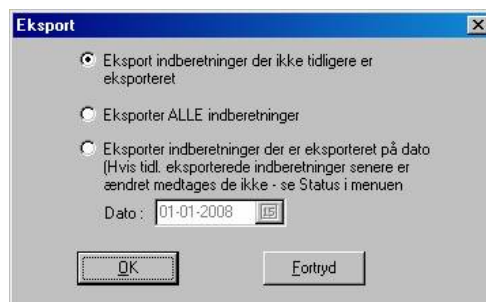 Eksport
Eksport indberetninger der ikke tidligere er
eksporteret
Eksporter ALLE indberetninger
Eksporter indberetninger der er eksporteret på dato
(Hvis tidl. eksporterede indberetninger senere er
ændret medtages de ikke - se Status i menuen
Dato : 01-01-2008 15
OK Fortryd